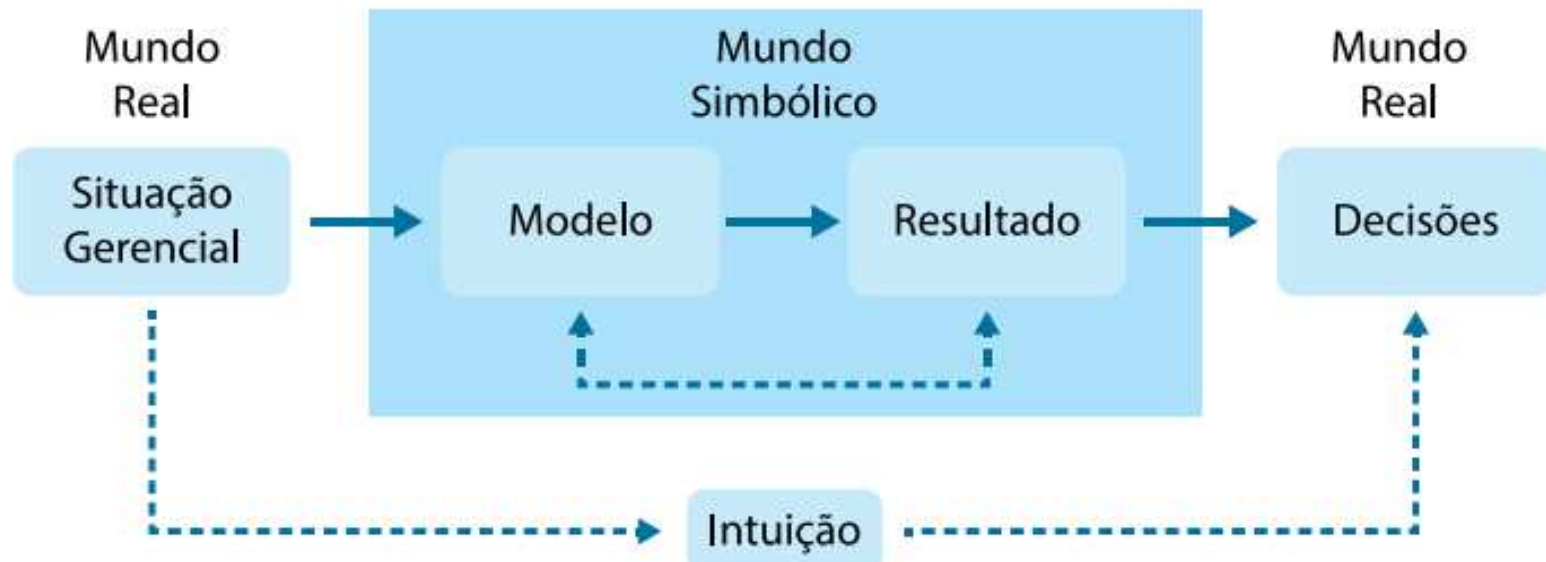 Mundo
Real
Mundo
Simbólico
Mundo
Real
Situação
Gerencial
Modelo
Resultado
Decisões
Intuição